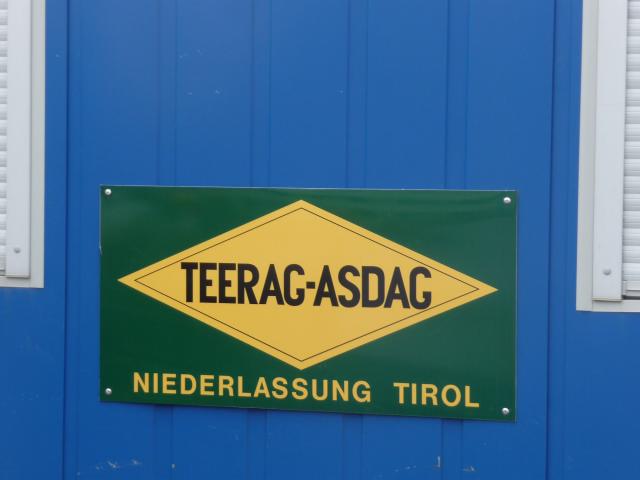 TEERAG-ASDAG
NIEDERLASSUNG TIROL